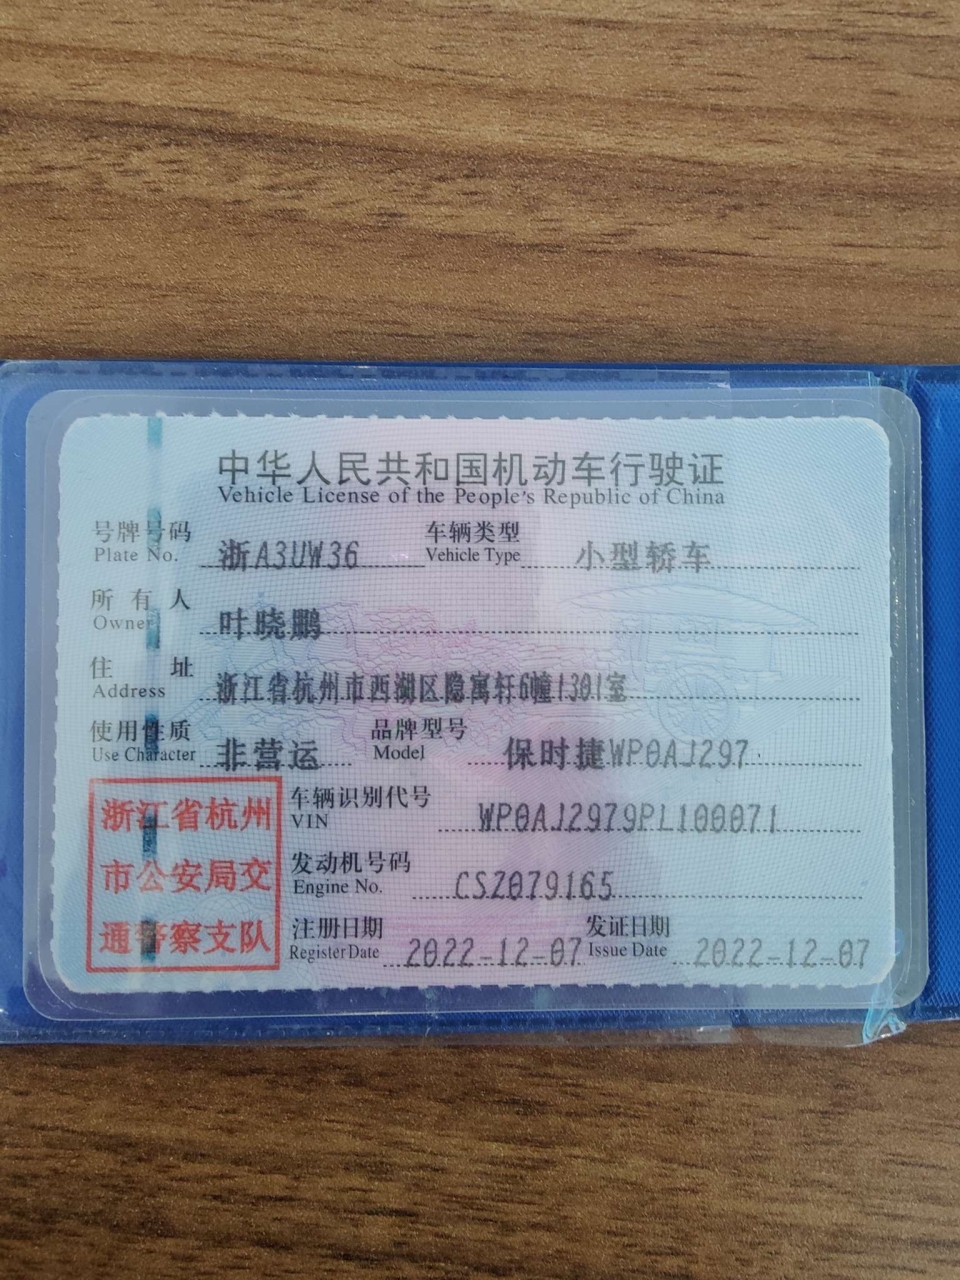 中华人民共和国机动车行驶证
Vehicle License of the People's Republic of China
号牌号码 浙A3UW36 车辆类型 小型轿车
Plate No. Vehicle Type
所有人 叶晓鹏
Owner
住址 浙江省杭州市西湖区隐寓轩6幢1301室
Address
使用性质 非营运 品牌型号 保时捷WP0AJ297
Use Character Model
车辆识别代号 WP0AJ2979PL100071
VIN
发动机号码 CSZ079165
Engine No.
注册日期 2022-12-07 发证日期 2022-12-07
Register Date Issue Date
浙江省杭州
市公安局交
通警察支队